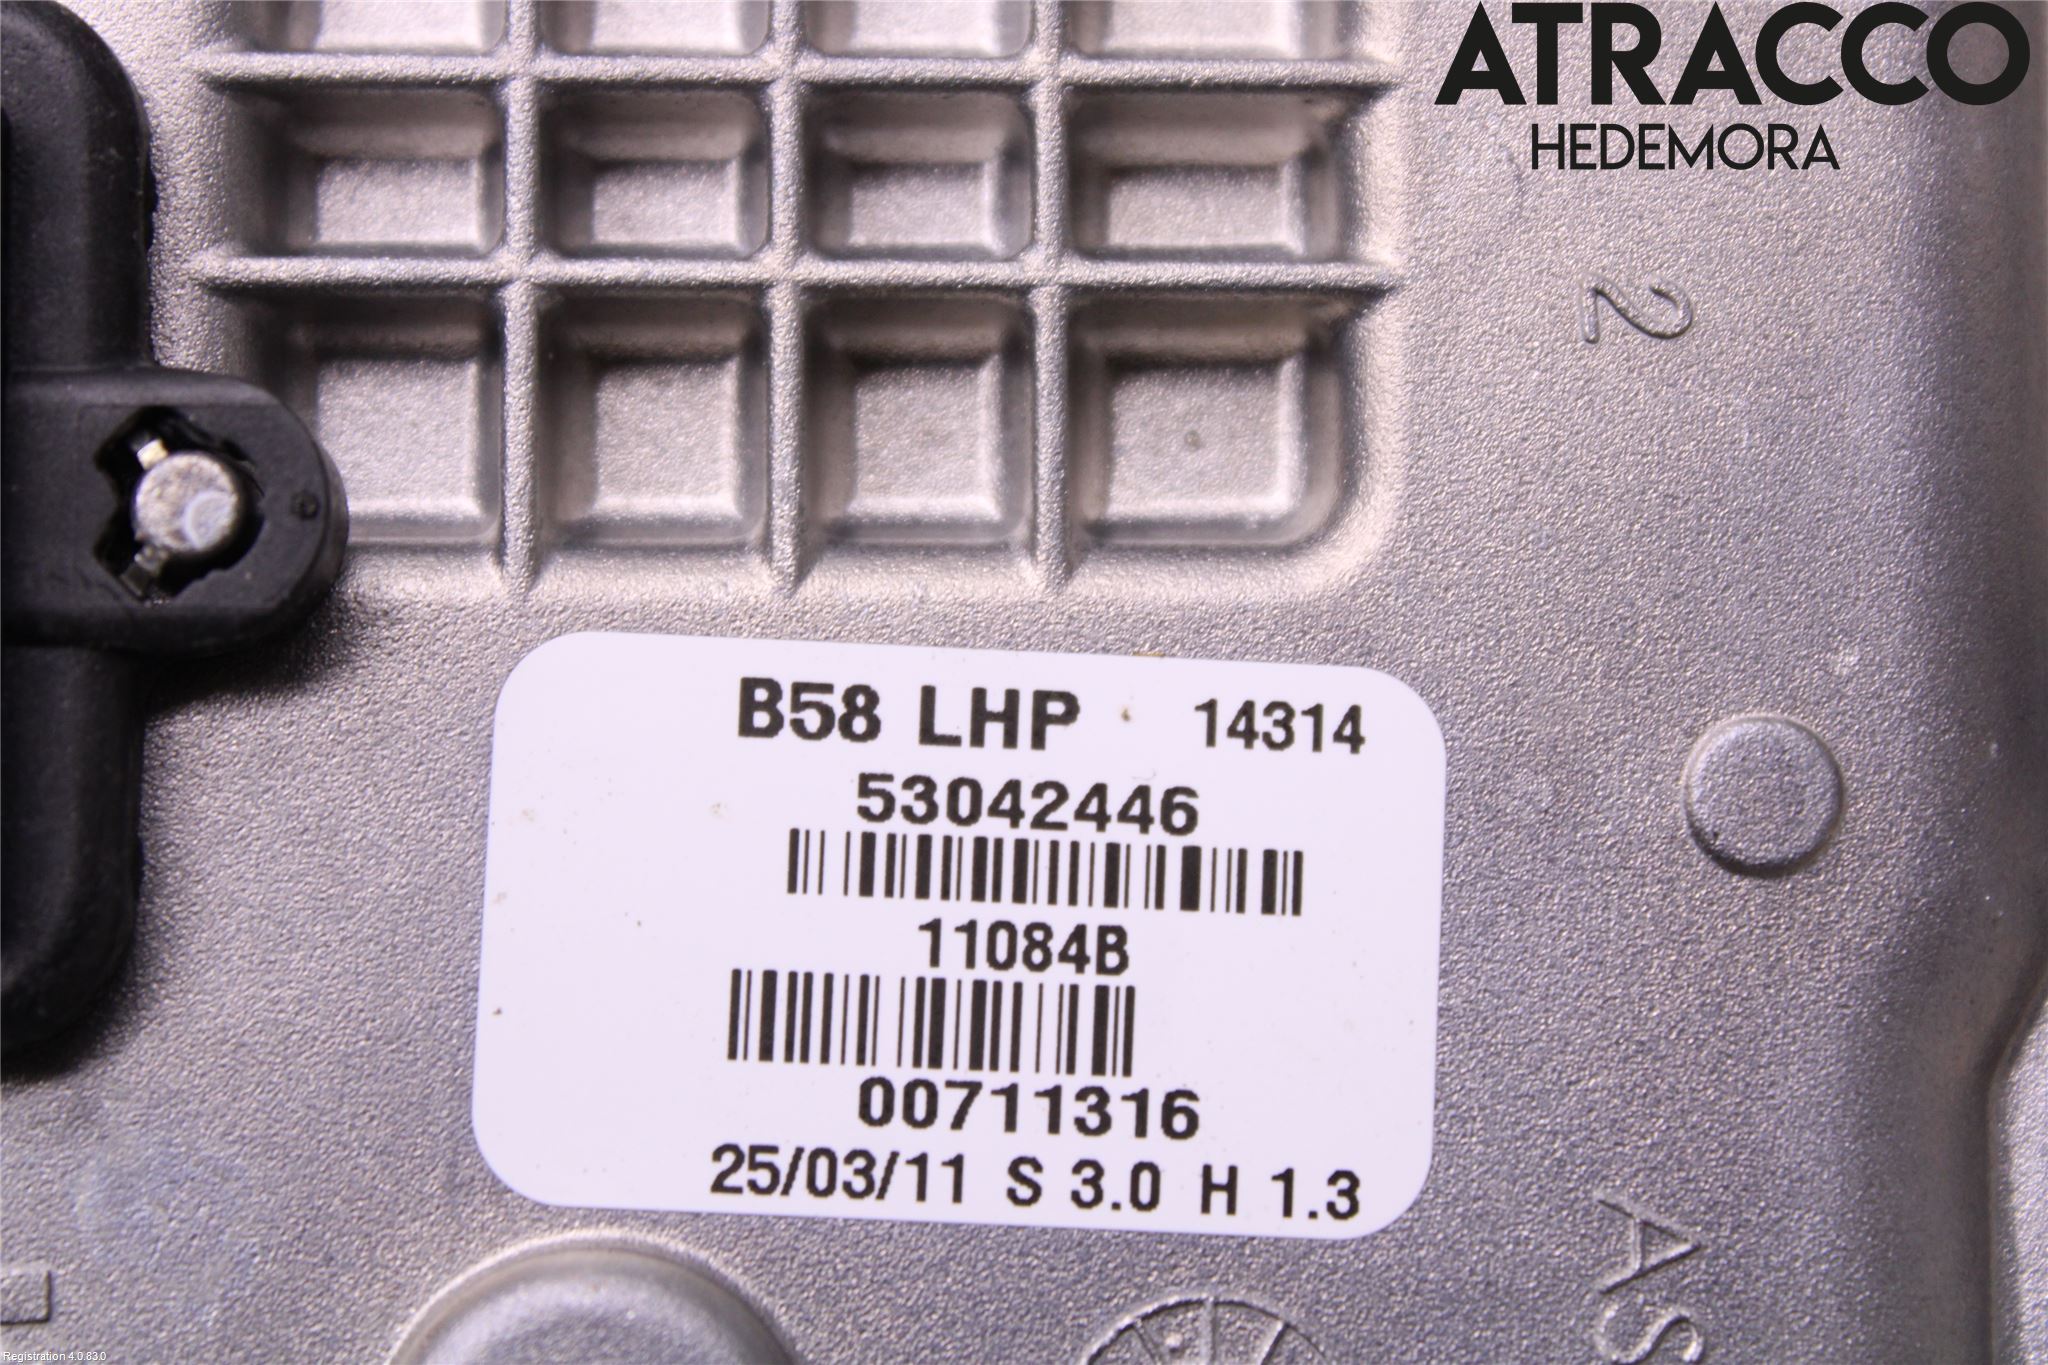 ATRACCO
HEDEMORA
2
B58 LHP 14314
53042446
11084B
00711316
25/03/11 S 3.0 H 1.3
AS
Registration 4.0.83.0